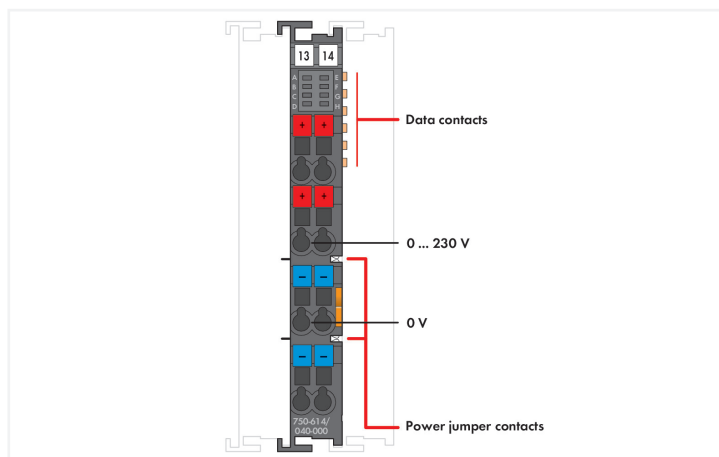 13 14
A E
B F
C G
D H
Data contacts
+ +
+ +
0 ... 230 V
– –
0 V
– –
750-614/
040-000
Power jumper contacts